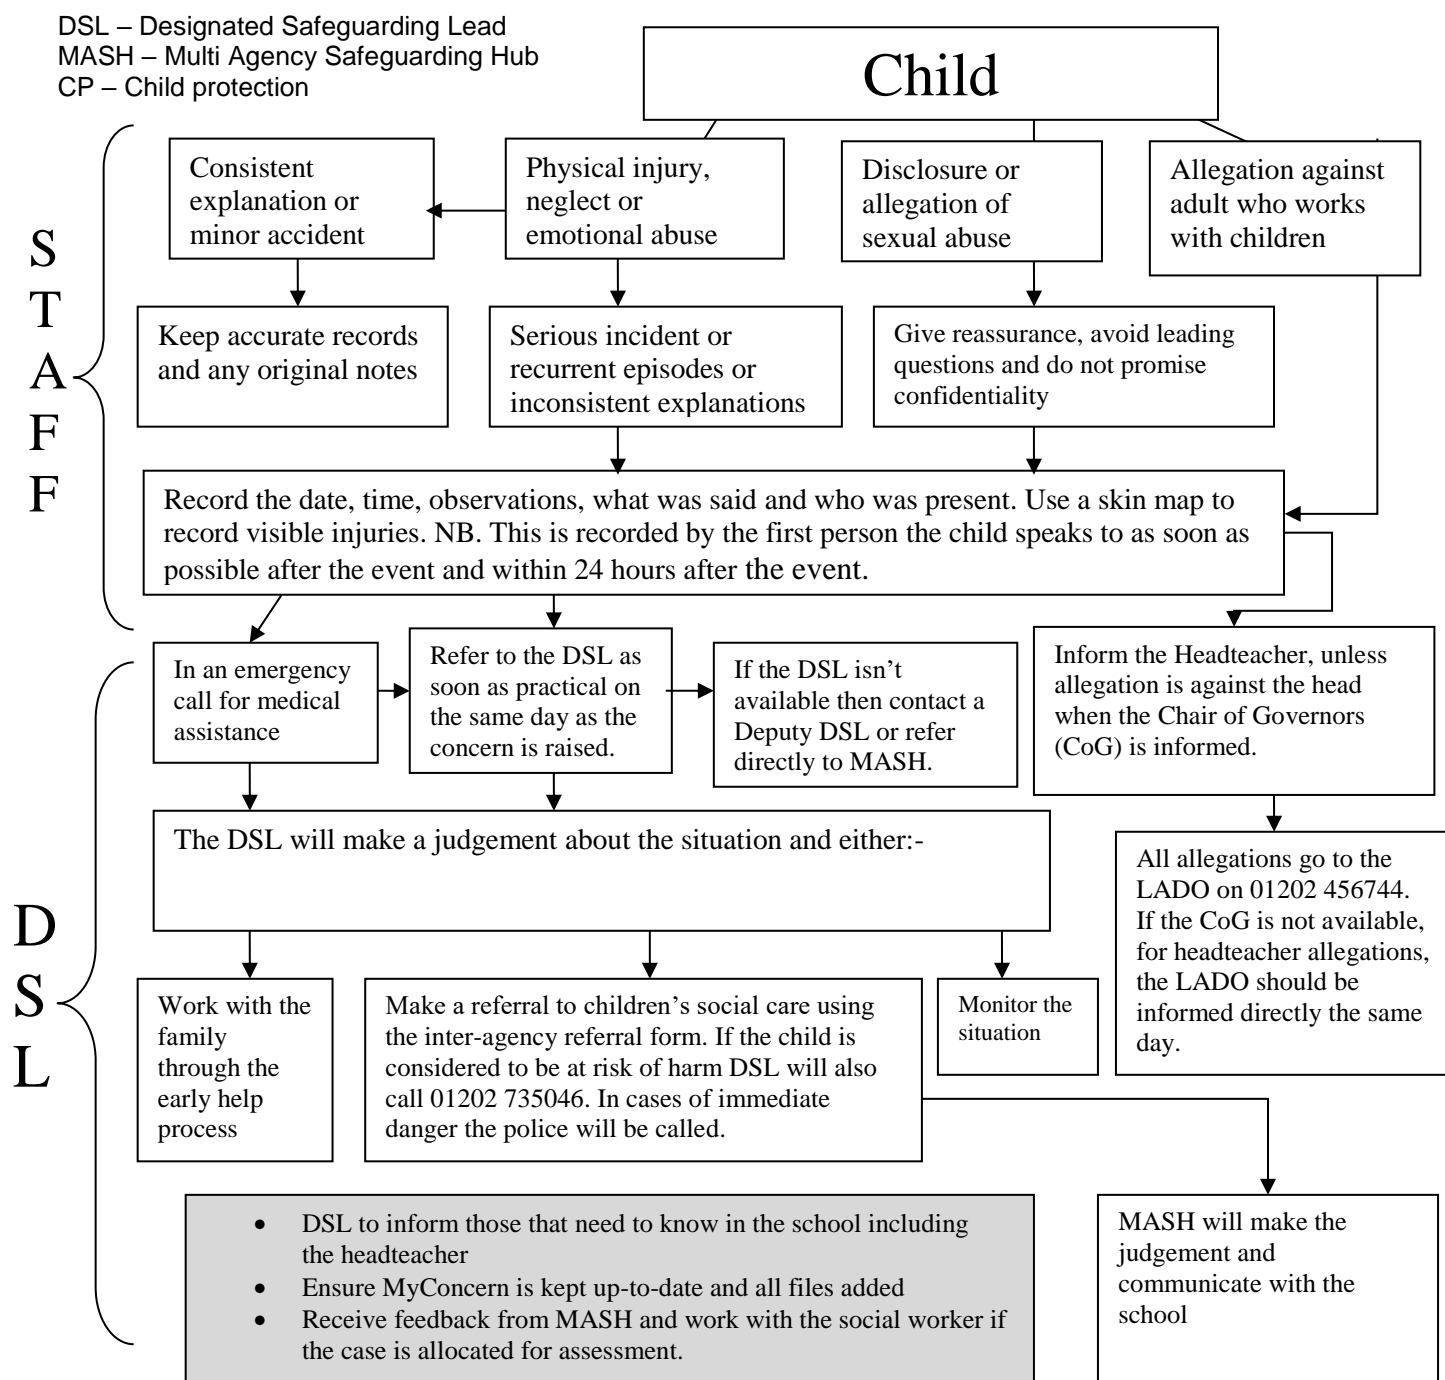 DSL – Designated Safeguarding Lead
MASH – Multi Agency Safeguarding Hub
CP – Child protection
Child
S
T
A
F
F
Consistent
explanation or
minor accident
Physical injury,
neglect or
emotional abuse
Disclosure or
allegation of
sexual abuse
Allegation against
adult who works
with children
Keep accurate records
and any original notes
Serious incident or
recurrent episodes or
inconsistent explanations
Give reassurance, avoid leading
questions and do not promise
confidentiality
Record the date, time, observations, what was said and who was present. Use a skin map to
record visible injuries. NB. This is recorded by the first person the child speaks to as soon as
possible after the event and within 24 hours after the event.
D
S
L
In an emergency
call for medical
assistance
Refer to the DSL as
soon as practical on
the same day as the
concern is raised.
If the DSL isn't
available then contact a
Deputy DSL or refer
directly to MASH.
Inform the Headteacher, unless
allegation is against the head
when the Chair of Governors
(CoG) is informed.
The DSL will make a judgement about the situation and either:-
All allegations go to the
LADO on 01202 456744.
If the CoG is not available,
for headteacher allegations,
the LADO should be
informed directly the same
day.
Work with the
family
through the
early help
process
Make a referral to children's social care using
the inter-agency referral form. If the child is
considered to be at risk of harm DSL will also
call 01202 735046. In cases of immediate
danger the police will be called.
Monitor the
situation
• DSL to inform those that need to know in the school including
the headteacher
• Ensure MyConcern is kept up-to-date and all files added
• Receive feedback from MASH and work with the social worker if
the case is allocated for assessment.
MASH will make the
judgement and
communicate with the
school